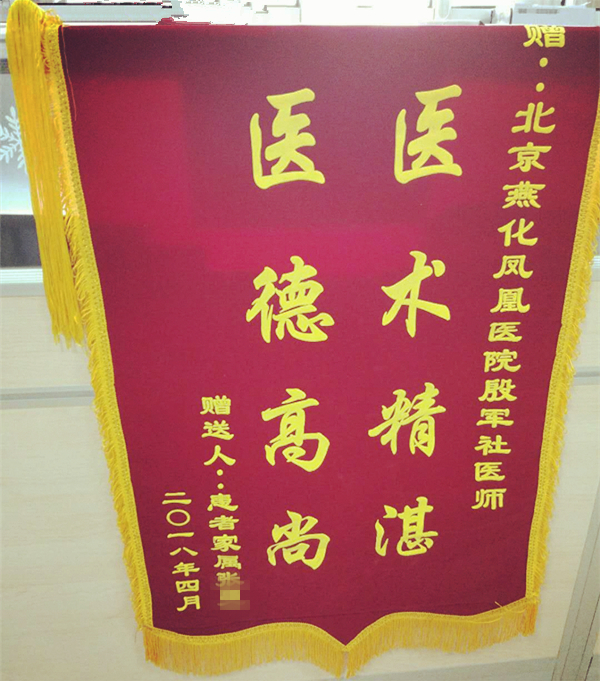 赠：北京燕化凤凰医院殷军社医师
医术精湛
医德高尚
赠送人：患者家属张
二〇一八年四月